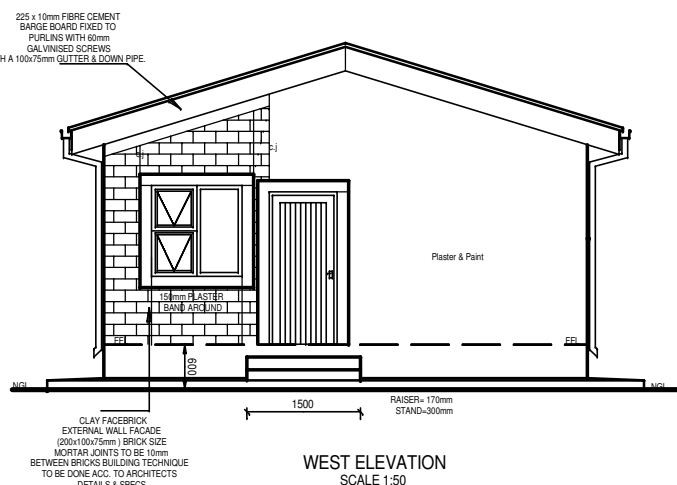 225 x 10mm FIBRE CEMENT
BARGE BOARD FIXED TO
PURLINS WITH 60mm
GALVINISED SCREWS
H A 100x75mm GUTTER & DOWN PIPE.
c.j
c.j
Plaster & Paint
150mm PLASTER
BAND AROUND
FFL
FFL
600
NGL
NGL
1500
RAISER= 170mm
STAND=300mm
CLAY FACEBRICK
EXTERNAL WALL FACADE
(200x100x75mm ) BRICK SIZE
MORTAR JOINTS TO BE 10mm
BETWEEN BRICKS BUILDING TECHNIQUE
TO BE DONE ACC. TO ARCHITECTS
DETAILS & SPECS
WEST ELEVATION
SCALE 1:50